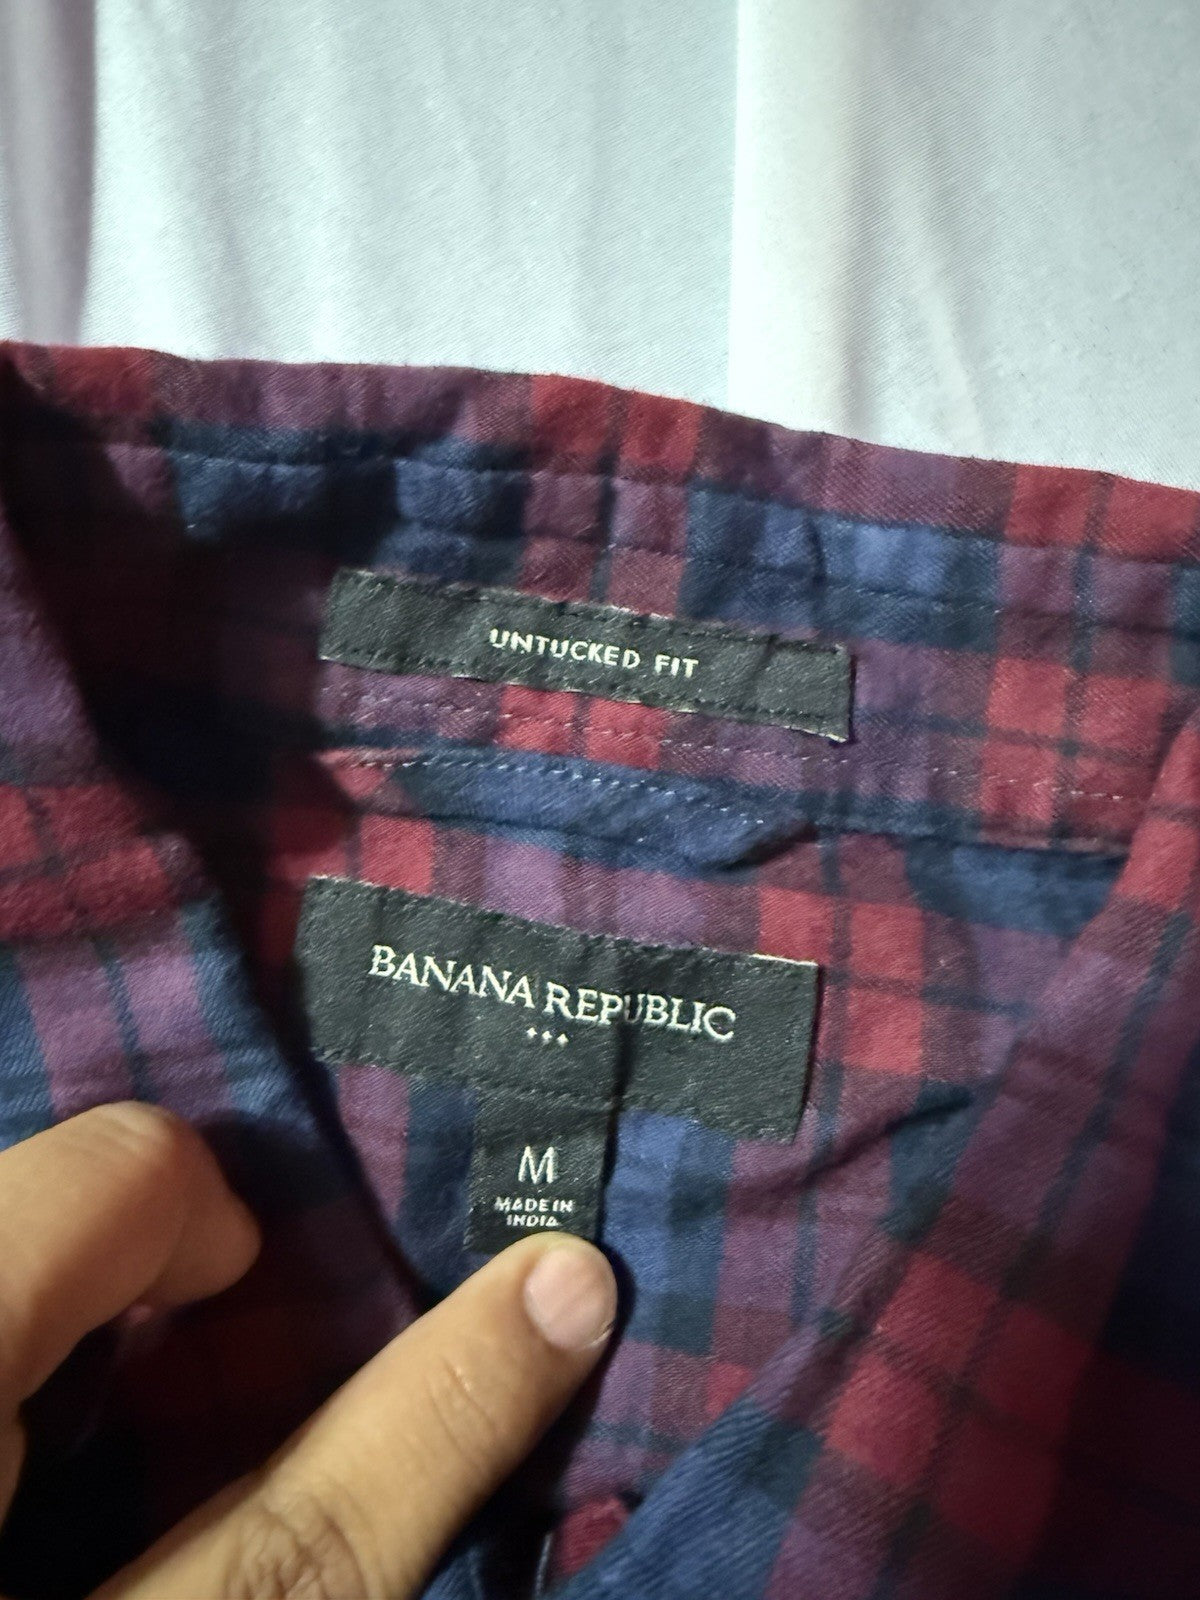 UNTUCKED FIT
BANANA REPUBLIC
M
MADE IN
INDIA